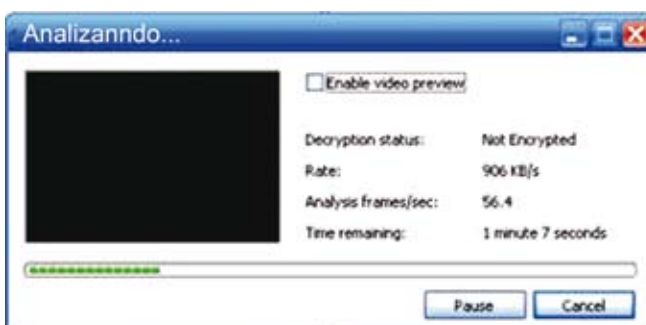 Analizanndo...
Enable video preview
Decryption status: Not Encrypted
Rate: 906 KB/s
Analysis frames/sec: 56.4
Time remaining: 1 minute 7 seconds
Pause Cancel